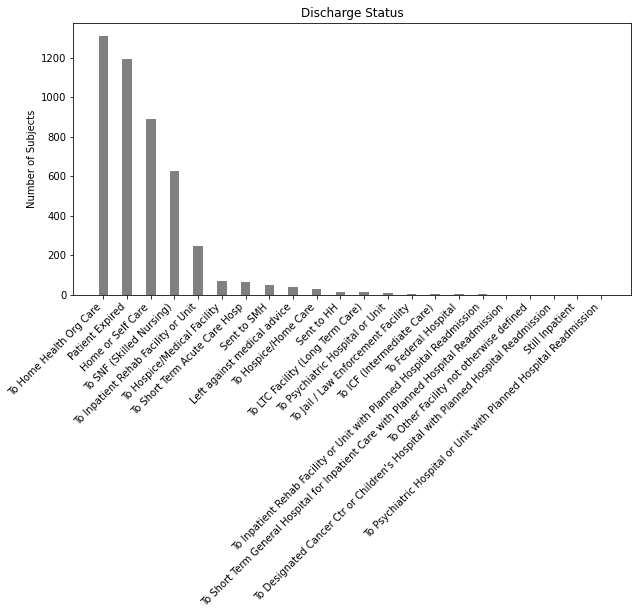 Discharge Status
Number of Subjects
1200
1000
800
600
400
200
0
To Home Health Org Care
Patient Expired
Home or Self Care
To SNF (Skilled Nursing)
To Inpatient Rehab Facility or Unit
To Hospice/Medical Facility
To Short Term Acute Care Hosp
Sent to SMH
Left against medical advice
To Hospice/Home Care
Sent to HH
To LTC Facility (Long Term Care)
To Psychiatric Hospital or Unit
To Jail / Law Enforcement Facility
To ICF (Intermediate Care)
To Federal Hospital
To Inpatient Rehab Facility or Unit with Planned Hospital Readmission
To Short Term General Hospital for Inpatient Care with Planned Hospital Readmission
To Other Facility not otherwise defined
To Designated Cancer Ctr or Children's Hospital with Planned Hospital Readmission
Still Inpatient
To Psychiatric Hospital or Unit with Planned Hospital Readmission